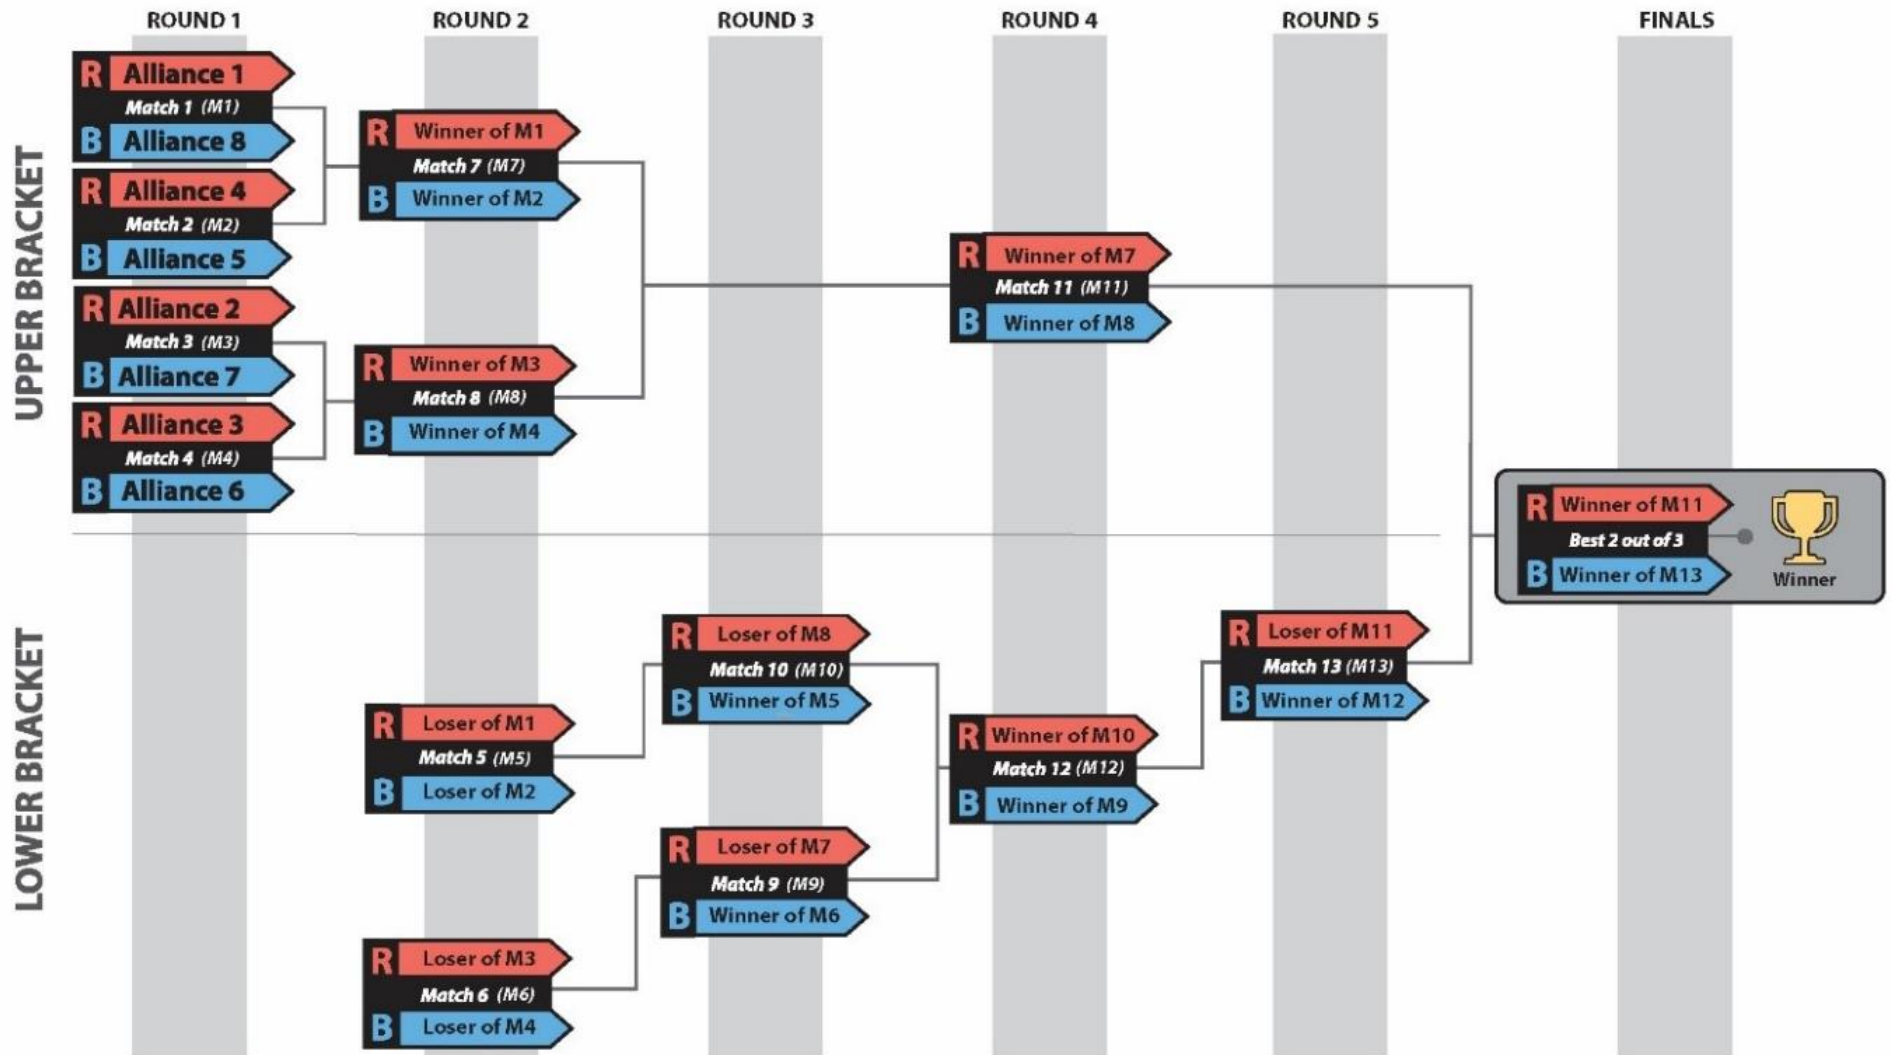 ROUND 1
ROUND 2
ROUND 3
ROUND 4
ROUND 5
FINALS
UPPER BRACKET
R Alliance 1
Match 1 (M1)
B Alliance 8
R Alliance 4
Match 2 (M2)
B Alliance 5
R Alliance 2
Match 3 (M3)
B Alliance 7
R Alliance 3
Match 4 (M4)
B Alliance 6
R Winner of M1
Match 7 (M7)
B Winner of M2
R Winner of M3
Match 8 (M8)
B Winner of M4
R Winner of M7
Match 11 (M11)
B Winner of M8
R Winner of M11
Best 2 out of 3
B Winner of M13
Winner
LOWER BRACKET
R Loser of M1
Match 5 (M5)
B Loser of M2
R Loser of M3
Match 6 (M6)
B Loser of M4
R Loser of M8
Match 10 (M10)
B Winner of M5
R Loser of M7
Match 9 (M9)
B Winner of M6
R Winner of M10
Match 12 (M12)
B Winner of M9
R Loser of M11
Match 13 (M13)
B Winner of M12